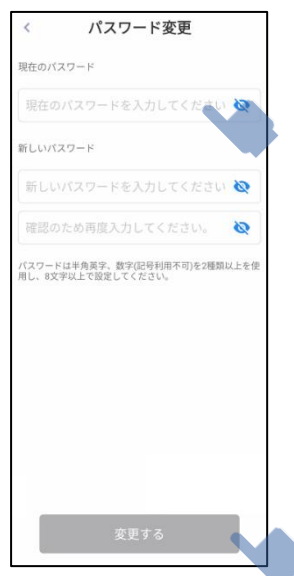 パスワード変更
現在のパスワード
現在のパスワードを入力してください
新しいパスワード
新しいパスワードを入力してください
確認のため再度入力してください。
パスワードは半角英字、数字(記号利用不可)を2種類以上を使
用し、8文字以上で設定してください。
変更する